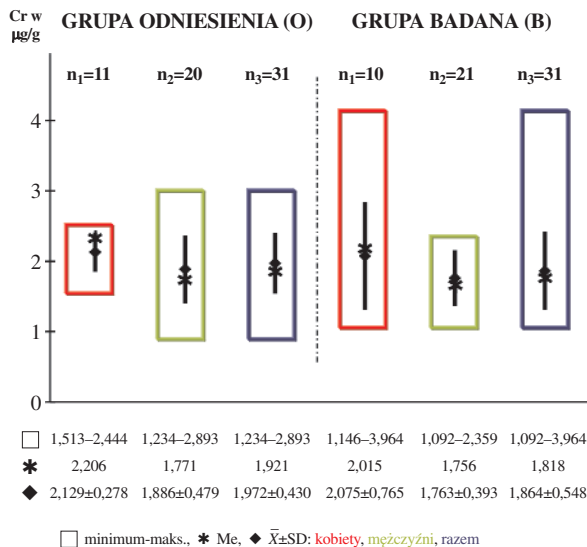 Cr w µg/g
GRUPA ODNIESIENIA (O) GRUPA BADANA (B)
n1=11 n2=20 n3=31 n1=10 n2=21 n3=31
4
3
2
1
0
1,513–2,444 1,234–2,893 1,234–2,893 1,146–3,964 1,092–2,359 1,092–3,964
2,206 1,771 1,921 2,015 1,756 1,818
2,129±0,278 1,886±0,479 1,972±0,430 2,075±0,765 1,763±0,393 1,864±0,548
minimum-maks., ✱ Me, ◆ X̅±SD: kobiety, mężczyźni, razem